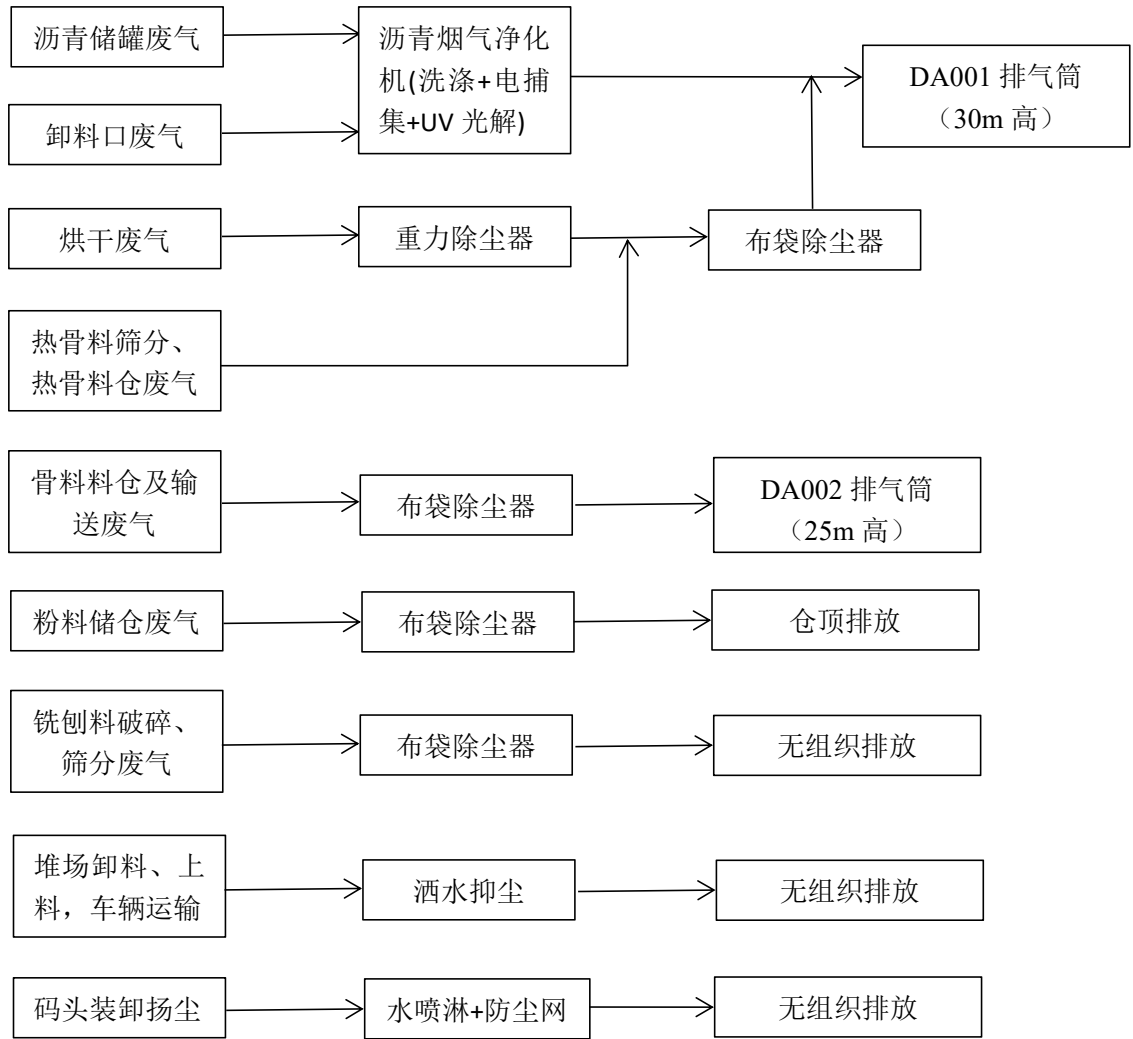 沥青储罐废气
沥青烟气净化
机(洗涤+电捕
集+UV 光解)
DA001 排气筒
（30m 高）
卸料口废气
烘干废气
重力除尘器
布袋除尘器
热骨料筛分、
热骨料仓废气
骨料料仓及输
送废气
布袋除尘器
DA002 排气筒
（25m 高）
粉料储仓废气
布袋除尘器
仓顶排放
铣刨料破碎、
筛分废气
布袋除尘器
无组织排放
堆场卸料、上
料，车辆运输
洒水抑尘
无组织排放
码头装卸扬尘
水喷淋+防尘网
无组织排放